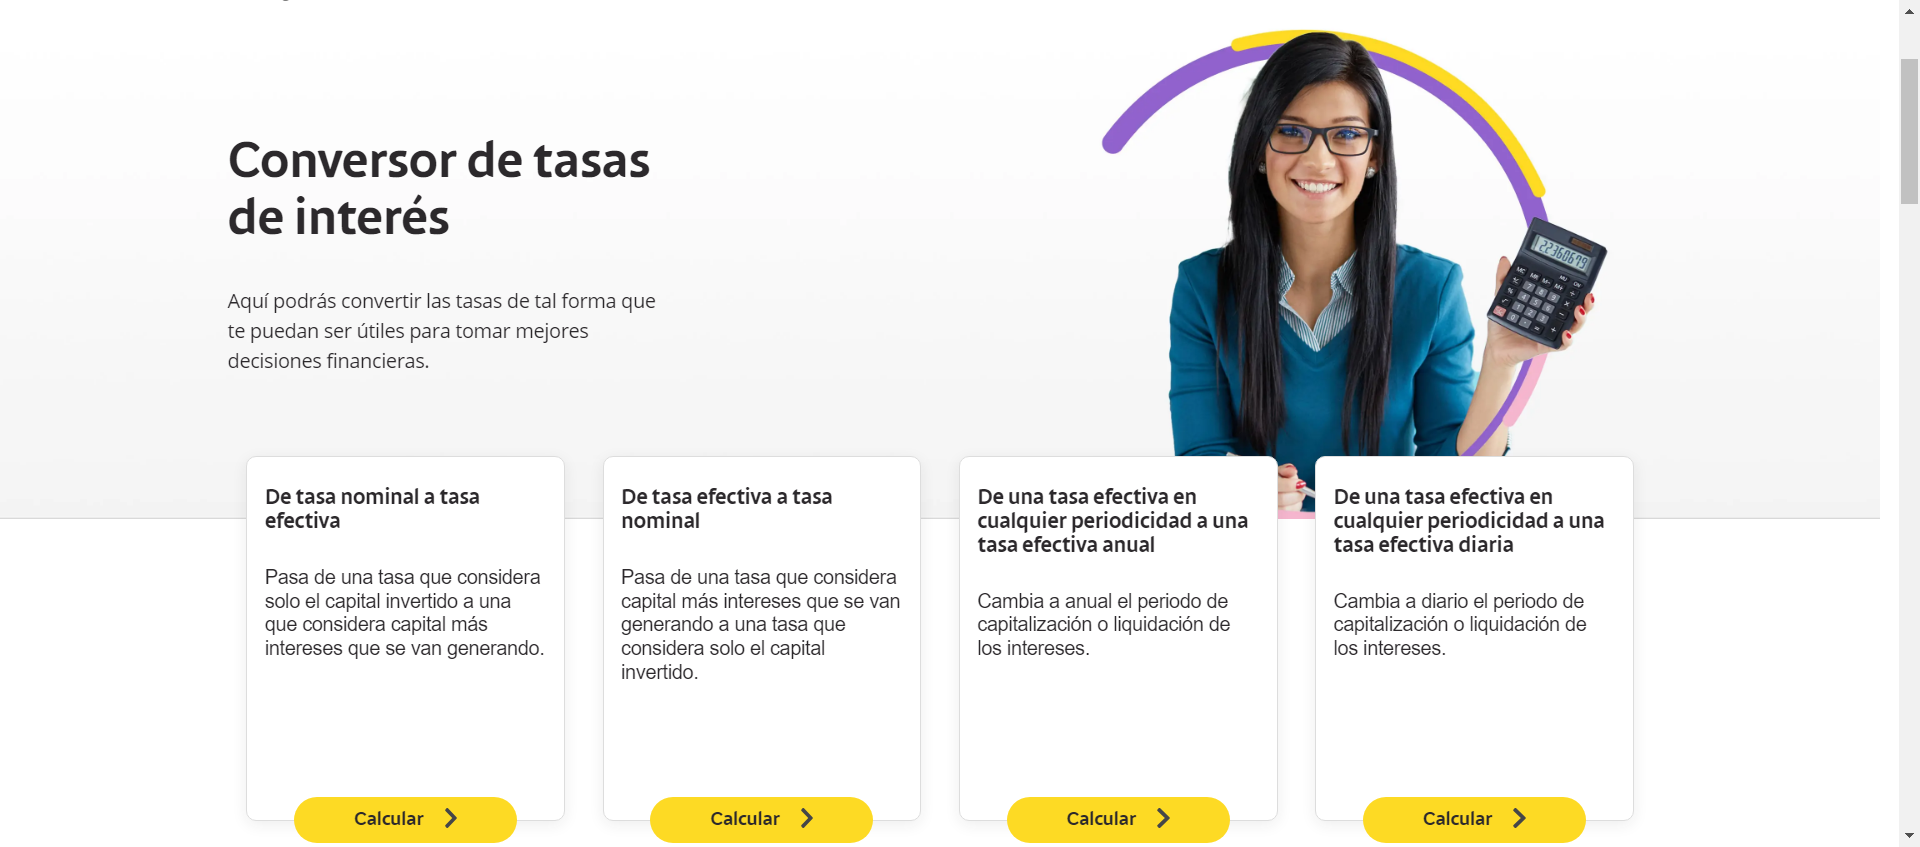 Conversor de tasas
de interés
Aquí podrás convertir las tasas de tal forma que
te puedan ser útiles para tomar mejores
decisiones financieras.
De tasa nominal a tasa
efectiva
Pasa de una tasa que considera
solo el capital invertido a una
que considera capital más
intereses que se van generando.
Calcular
De tasa efectiva a tasa
nominal
Pasa de una tasa que considera
capital más intereses que se van
generando a una tasa que
considera solo el capital
invertido.
Calcular
De una tasa efectiva en
cualquier periodicidad a una
tasa efectiva anual
Cambia a anual el periodo de
capitalización o liquidación de
los intereses.
Calcular
De una tasa efectiva en
cualquier periodicidad a una
tasa efectiva diaria
Cambia a diario el periodo de
capitalización o liquidación de
los intereses.
Calcular